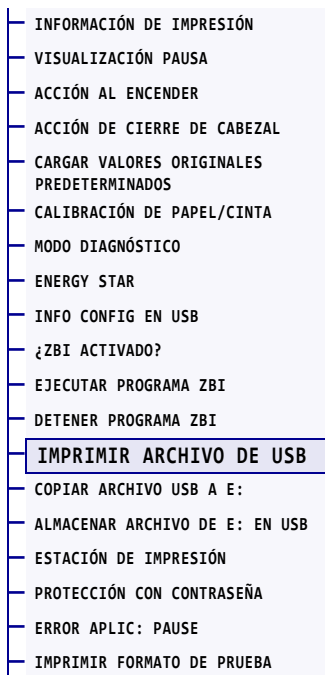 INFORMACIÓN DE IMPRESIÓN
VISUALIZACIÓN PAUSA
ACCIÓN AL ENCENDER
ACCIÓN DE CIERRE DE CABEZAL
CARGAR VALORES ORIGINALES
PREDETERMINADOS
CALIBRACIÓN DE PAPEL/CINTA
MODO DIAGNÓSTICO
ENERGY STAR
INFO CONFIG EN USB
¿ZBI ACTIVADO?
EJECUTAR PROGRAMA ZBI
DETENER PROGRAMA ZBI
IMPRIMIR ARCHIVO DE USB
COPIAR ARCHIVO USB A E:
ALMACENAR ARCHIVO DE E: EN USB
ESTACIÓN DE IMPRESIÓN
PROTECCIÓN CON CONTRASEÑA
ERROR APLIC: PAUSE
IMPRIMIR FORMATO DE PRUEBA